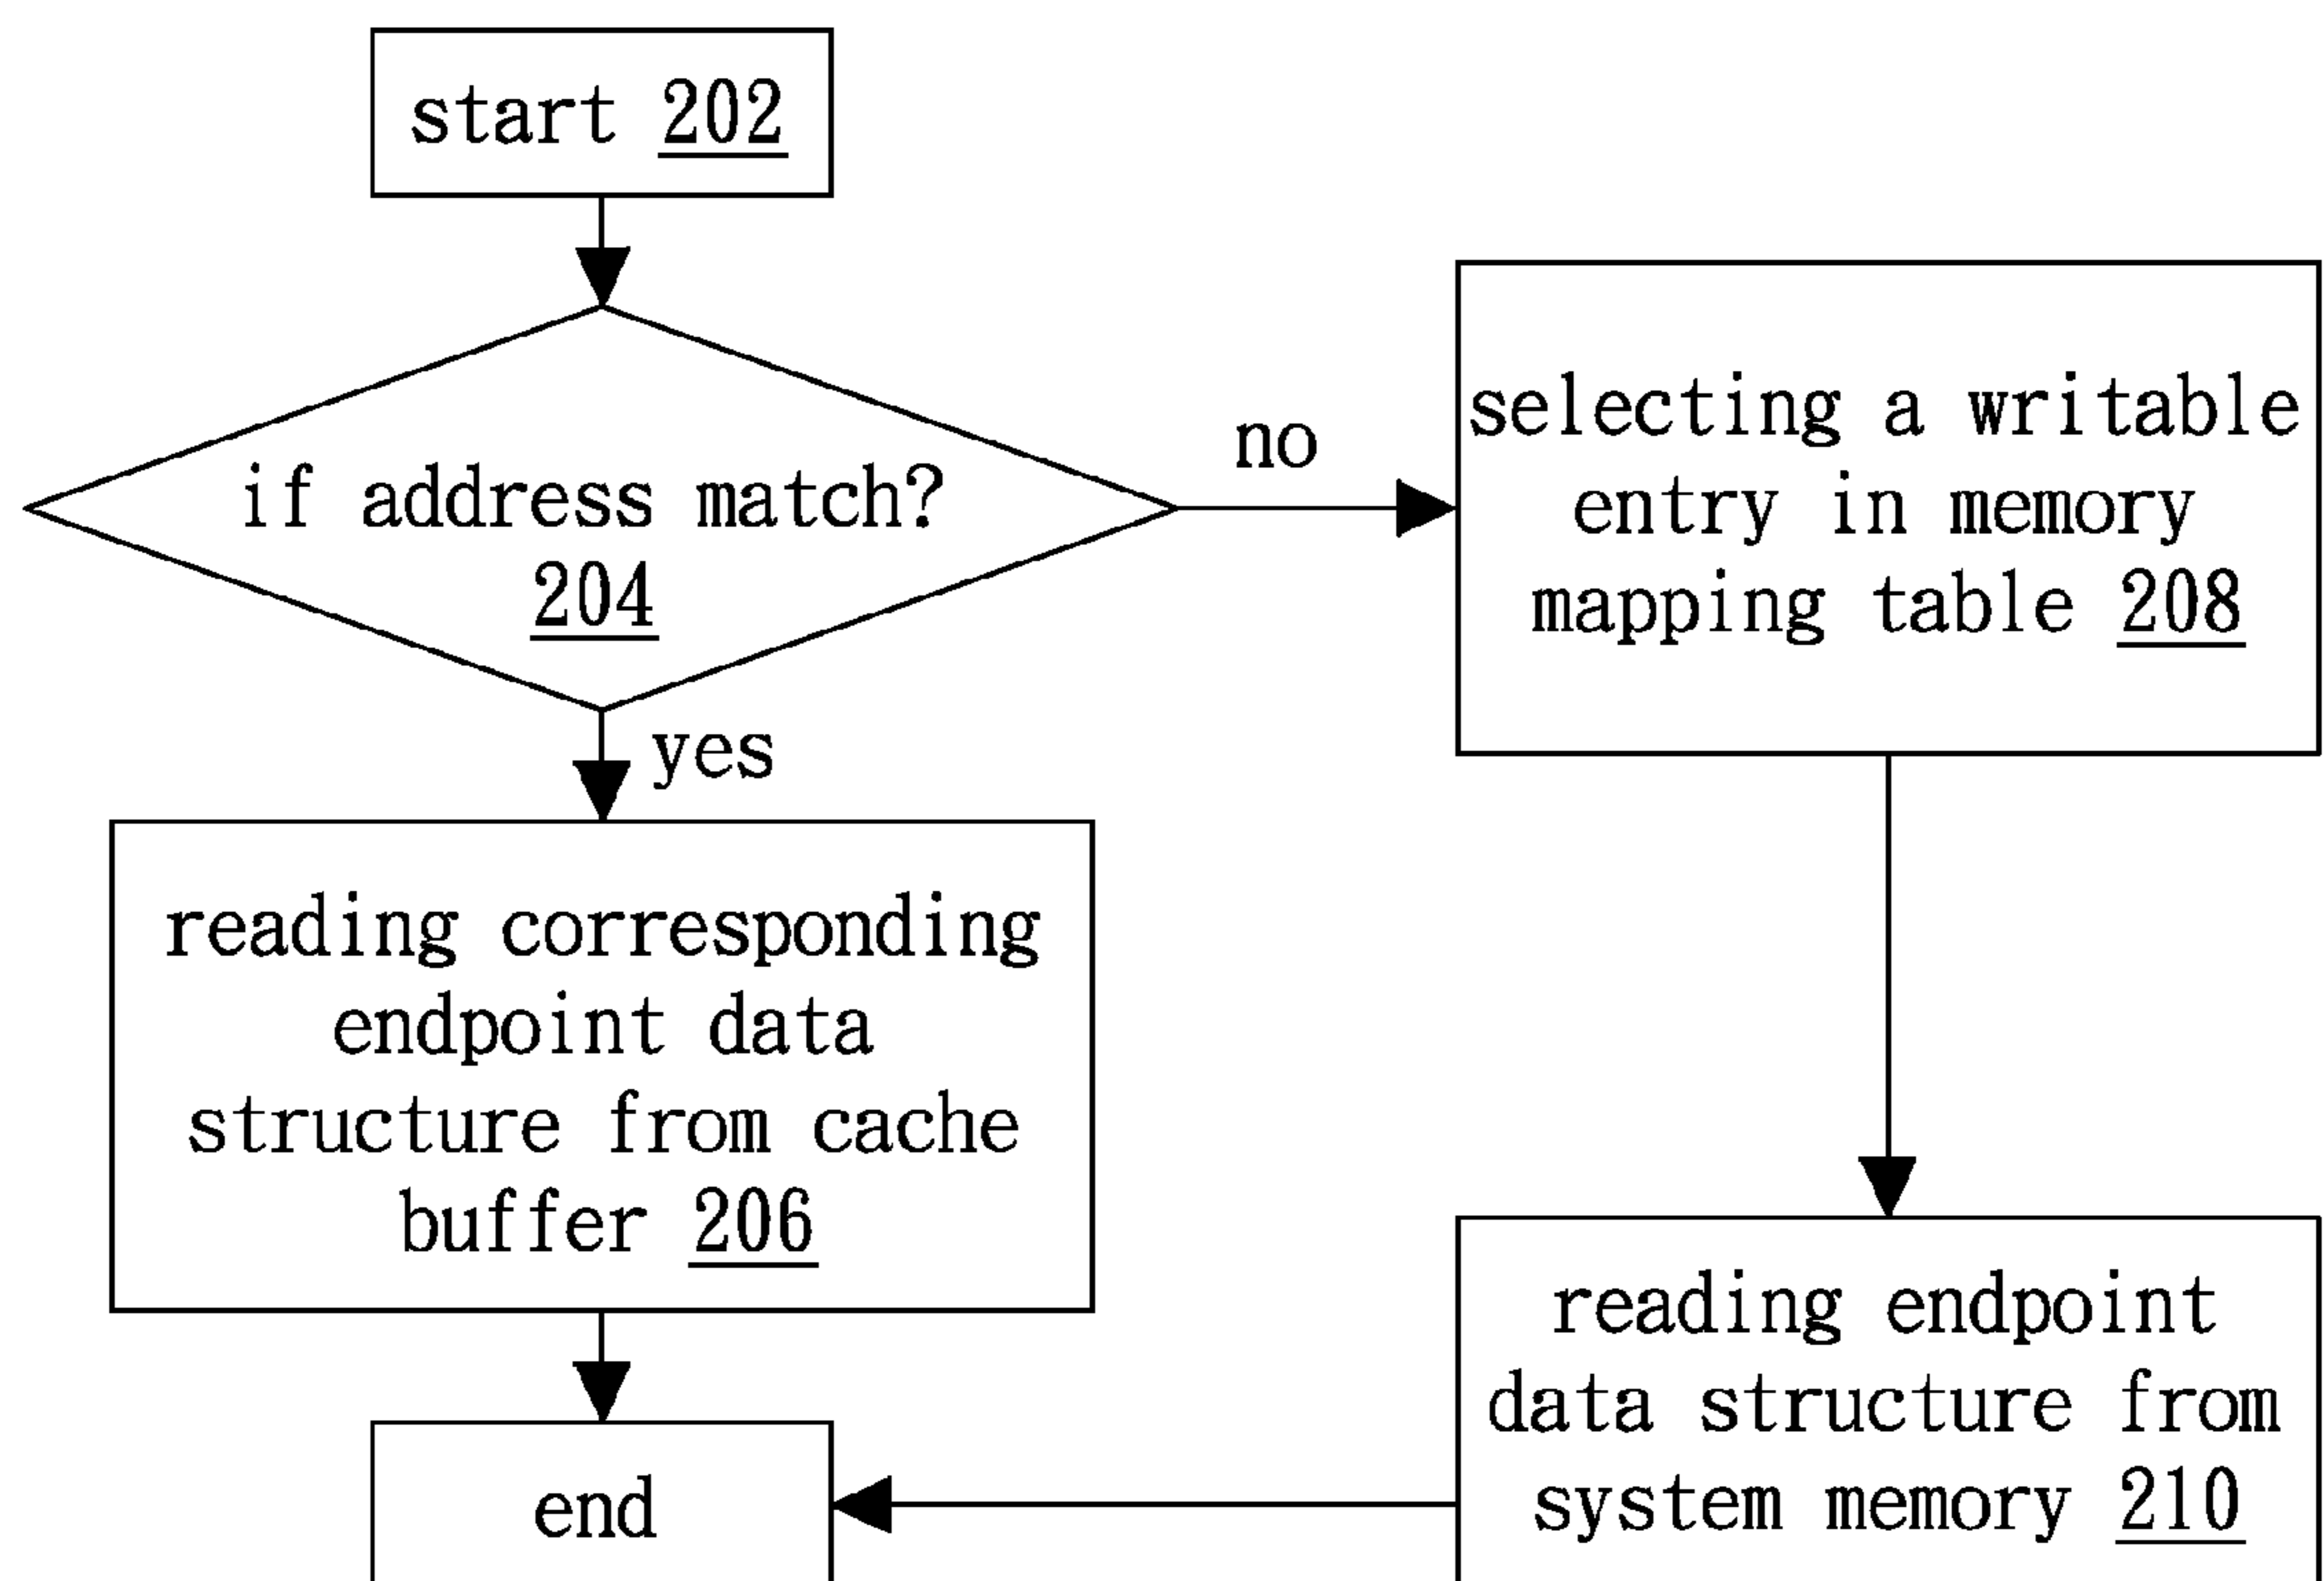 start 202
if address match?
204
no
selecting a writable
entry in memory
mapping table 208
yes
reading corresponding
endpoint data
structure from cache
buffer 206
reading endpoint
data structure from
system memory 210
end